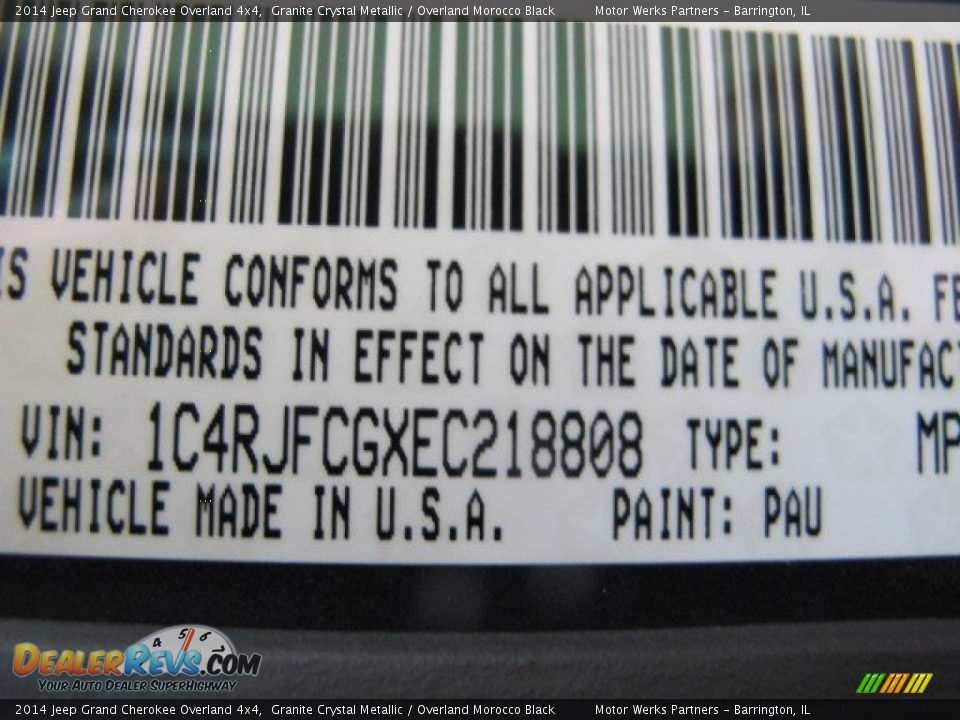 2014 Jeep Grand Cherokee Overland 4x4, Granite Crystal Metallic / Overland Morocco Black Motor Werks Partners - Barrington, IL
IS VEHICLE CONFORMS TO ALL APPLICABLE U.S.A. FE
STANDARDS IN EFFECT ON THE DATE OF MANUFAC
VIN: 1C4RJFCGXEC218808 TYPE: MP
VEHICLE MADE IN U.S.A. PAINT: PAU
4 5 6
DEALERREVS.COM
YOUR AUTO DEALER SUPERHIGHWAY
2014 Jeep Grand Cherokee Overland 4x4, Granite Crystal Metallic / Overland Morocco Black Motor Werks Partners - Barrington, IL